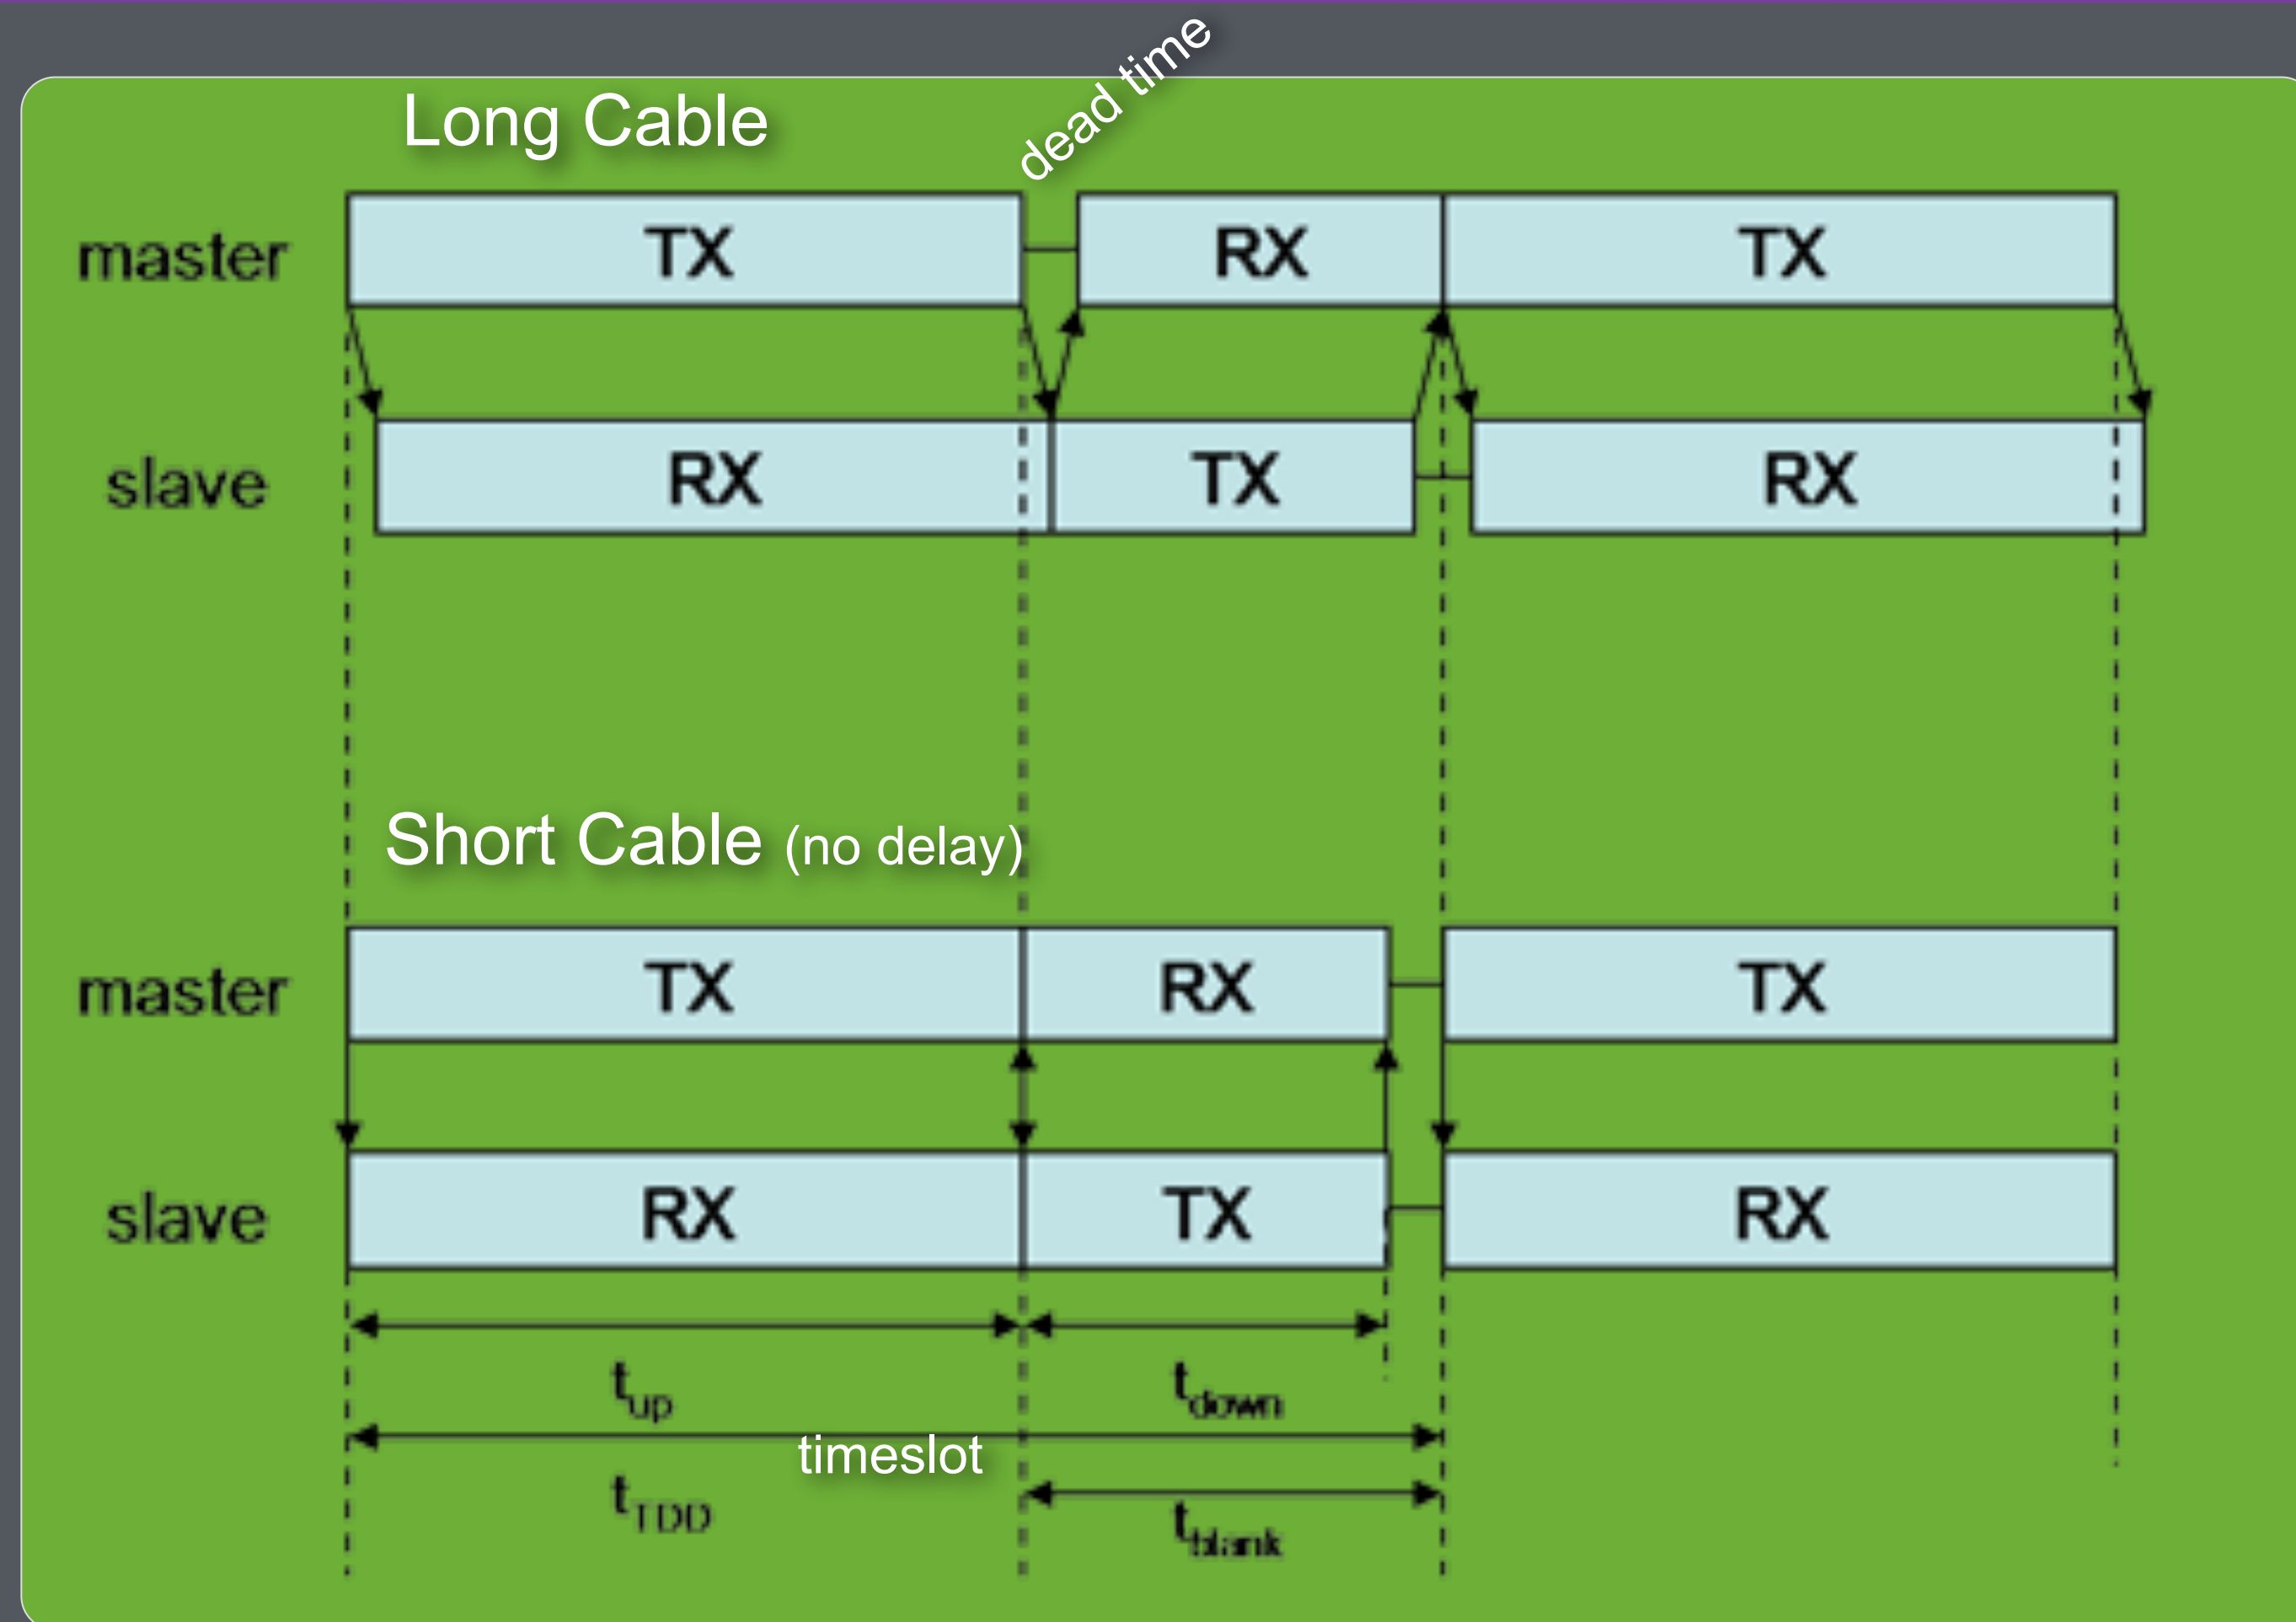 dead time
Long Cable
master TX RX TX
slave RX TX RX
Short Cable (no delay)
master TX RX TX
slave RX TX RX
tup tdown
timeslot
tTDD tblank